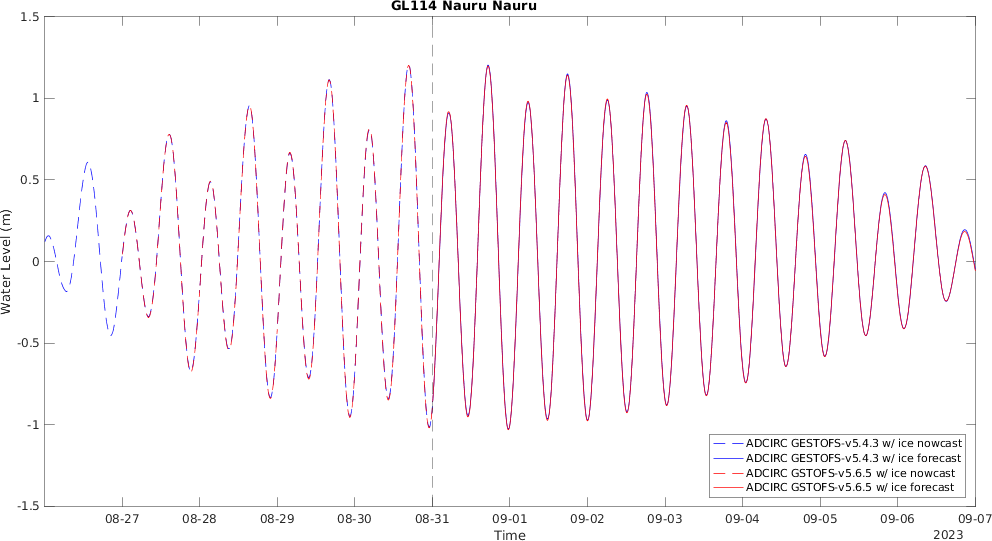 GL114 Nauru Nauru
1.5
1
0.5
0
-0.5
-1
-1.5
Water Level (m)
ADCIRC GESTOFS-v5.4.3 w/ ice nowcast
ADCIRC GESTOFS-v5.4.3 w/ ice forecast
ADCIRC GSTOFS-v5.6.5 w/ ice nowcast
ADCIRC GSTOFS-v5.6.5 w/ ice forecast
08-27 08-28 08-29 08-30 08-31 09-01 09-02 09-03 09-04 09-05 09-06 09-07
Time
2023